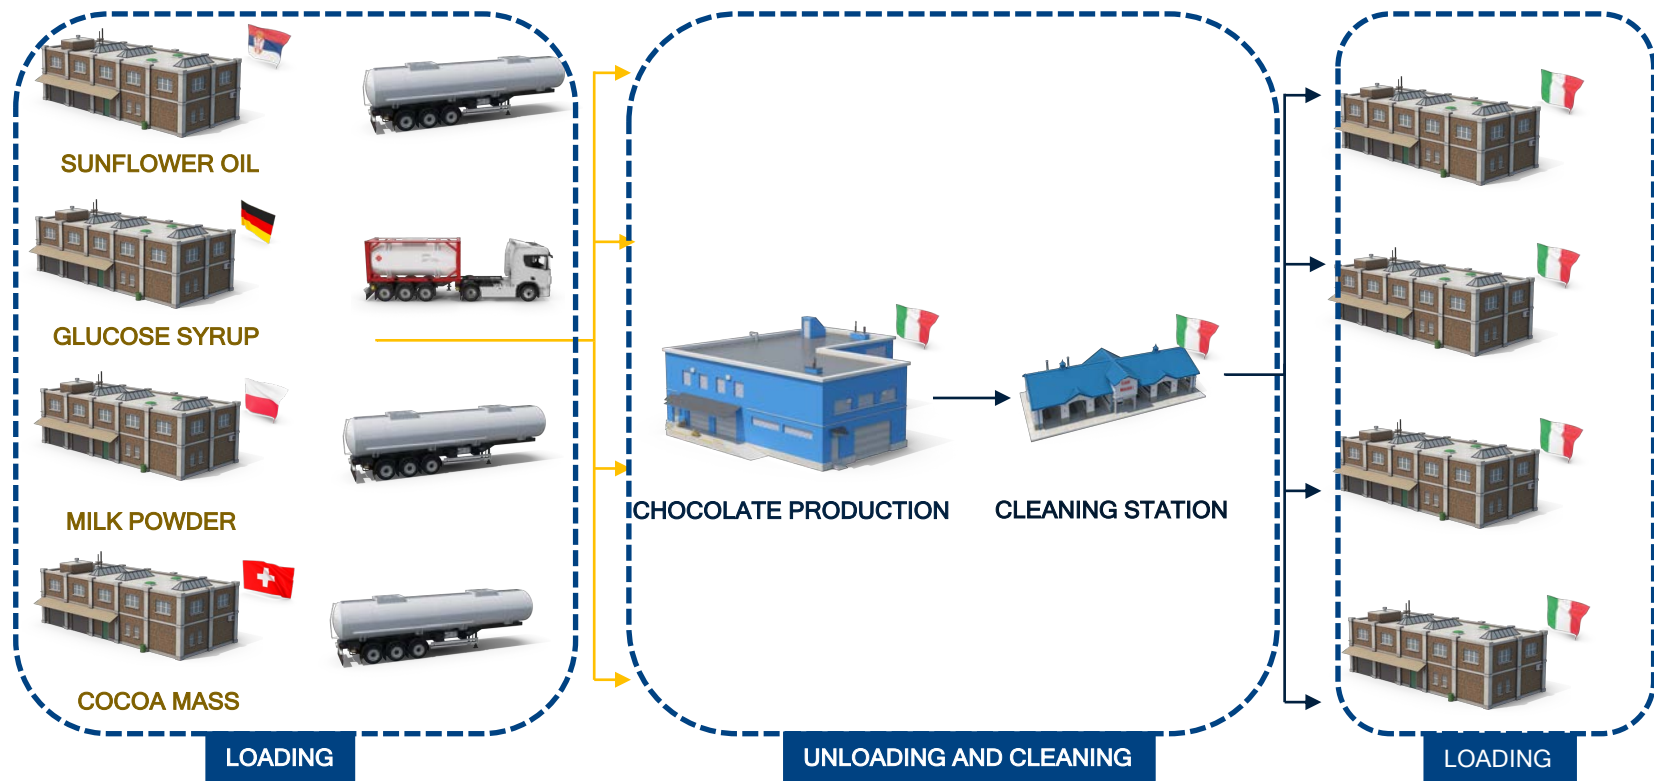 SUNFLOWER OIL
GLUCOSE SYRUP
MILK POWDER
COCOA MASS
LOADING
CHOCOLATE PRODUCTION
CLEANING STATION
UNLOADING AND CLEANING
LOADING